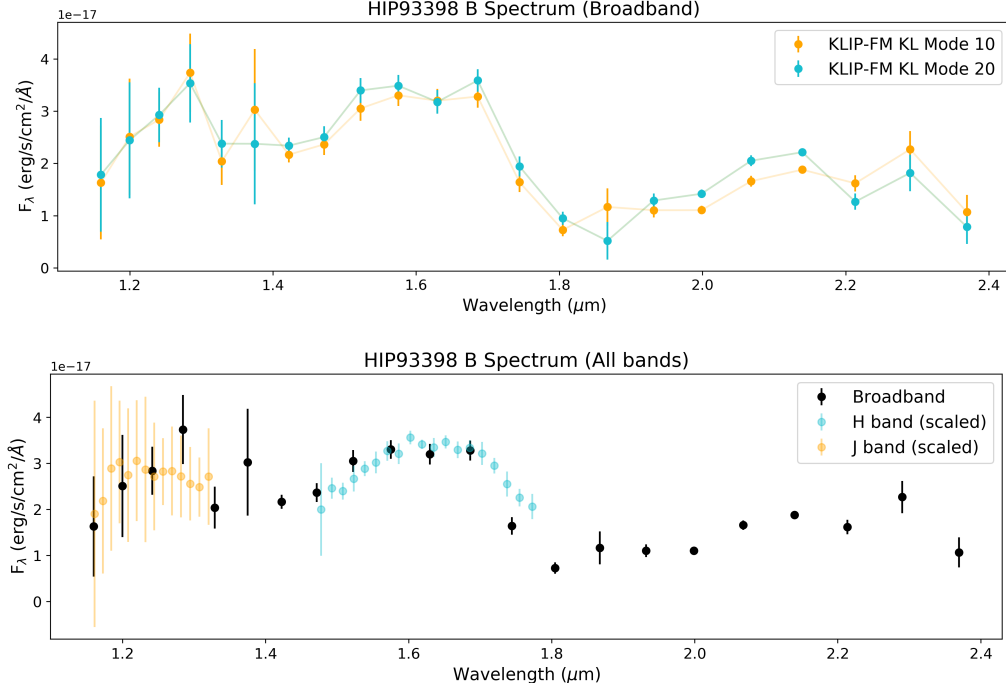 HIP93398 B Spectrum (Broadband)
1e−17
KLIP-FM KL Mode 10
KLIP-FM KL Mode 20
F_λ (erg/s/cm²/Å)
4
3
2
1
0
1.2 1.4 1.6 1.8 2.0 2.2 2.4
Wavelength (μm)
HIP93398 B Spectrum (All bands)
1e−17
Broadband
H band (scaled)
J band (scaled)
F_λ (erg/s/cm²/Å)
4
3
2
1
0
1.2 1.4 1.6 1.8 2.0 2.2 2.4
Wavelength (μm)